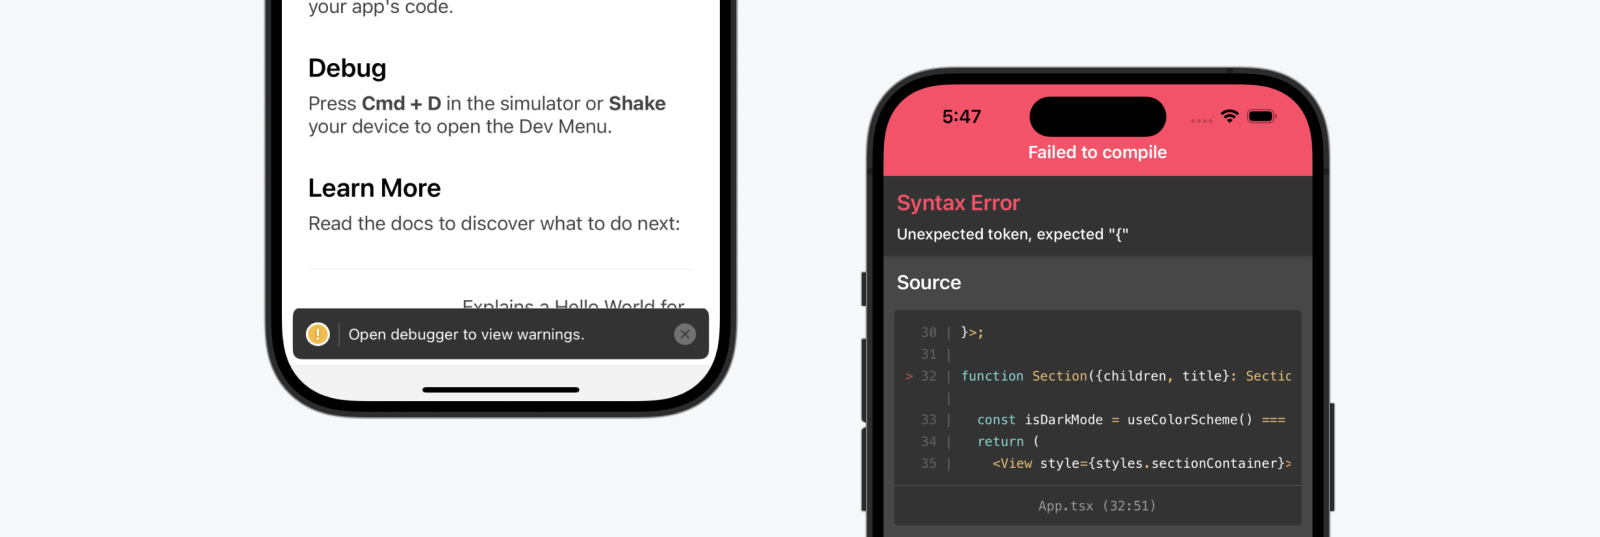 your app's code.
Debug
Press Cmd + D in the simulator or Shake
your device to open the Dev Menu.
Learn More
Read the docs to discover what to do next:
Explains a Hello World for
Open debugger to view warnings.
5:47
Failed to compile
Syntax Error
Unexpected token, expected "{"
Source
30 | }>;
31 |
> 32 | function Section({children, title}: Sectic
|
33 | const isDarkMode = useColorScheme() ===
34 | return (
35 | <View style={styles.sectionContainer}>
App.tsx (32:51)